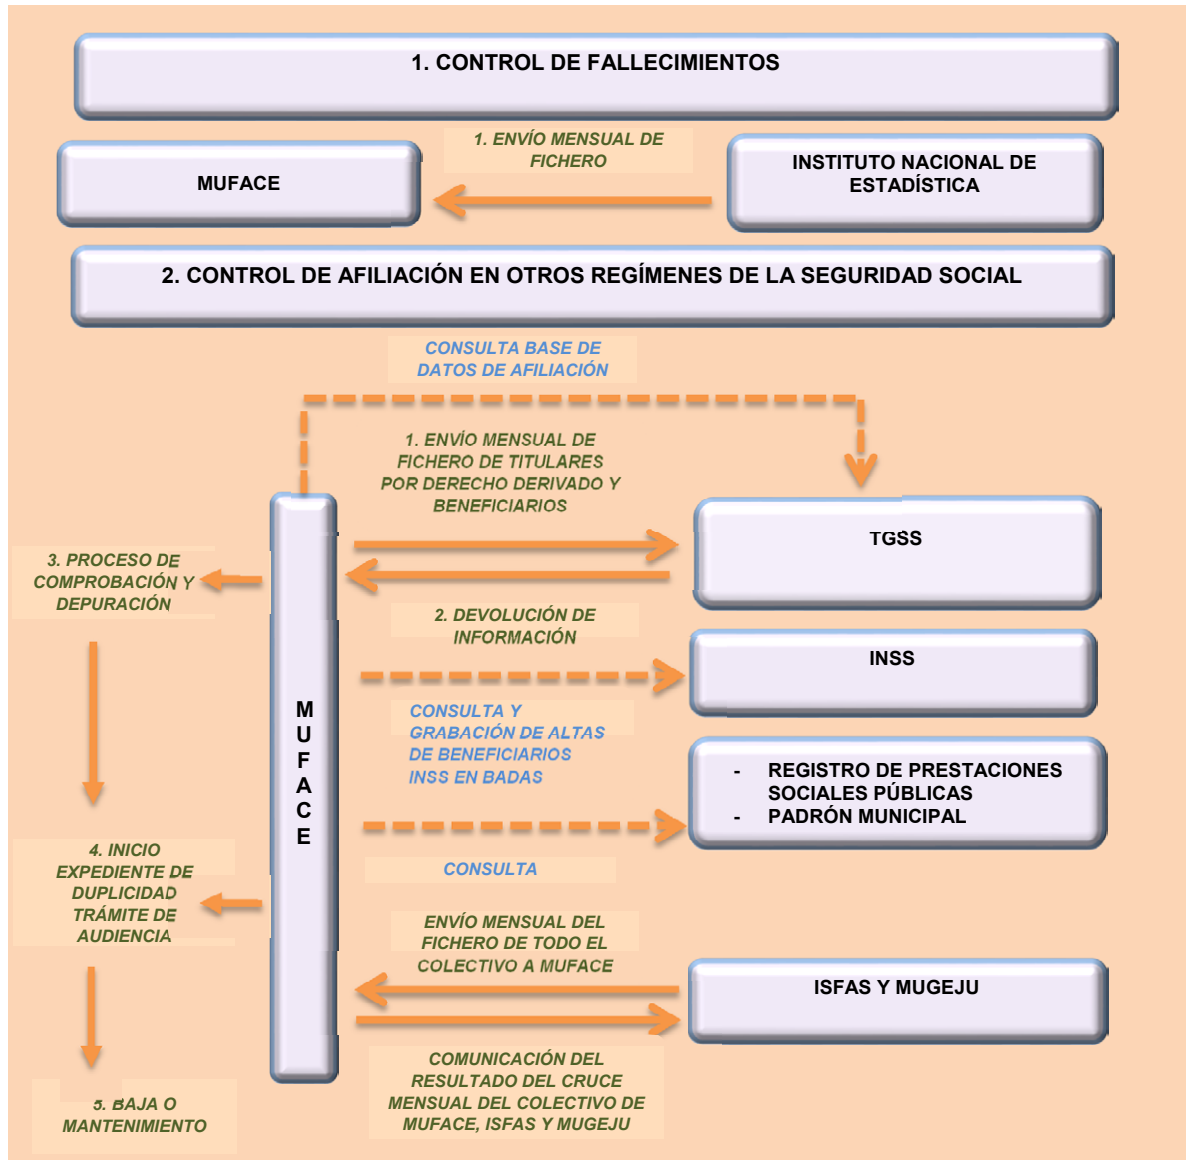 1. CONTROL DE FALLECIMIENTOS
1. ENVÍO MENSUAL DE
FICHERO
MUFACE
INSTITUTO NACIONAL DE
ESTADÍSTICA
2. CONTROL DE AFILIACIÓN EN OTROS REGÍMENES DE LA SEGURIDAD SOCIAL
CONSULTA BASE DE
DATOS DE AFILIACIÓN
1. ENVÍO MENSUAL DE
FICHERO DE TITULARES
POR DERECHO DERIVADO Y
BENEFICIARIOS
TGSS
3. PROCESO DE
COMPROBACIÓN Y
DEPURACIÓN
2. DEVOLUCIÓN DE
INFORMACIÓN
INSS
M
U
F
A
C
E
CONSULTA Y
GRABACIÓN DE ALTAS
DE BENEFICIARIOS
INSS EN BADAS
- REGISTRO DE PRESTACIONES
SOCIALES PÚBLICAS
- PADRÓN MUNICIPAL
4. INICIO
EXPEDIENTE DE
DUPLICIDAD
TRÁMITE DE
AUDIENCIA
CONSULTA
ENVÍO MENSUAL DEL
FICHERO DE TODO EL
COLECTIVO A MUFACE
ISFAS Y MUGEJU
COMUNICACIÓN DEL
RESULTADO DEL CRUCE
MENSUAL DEL COLECTIVO DE
MUFACE, ISFAS Y MUGEJU
5. BAJA O
MANTENIMIENTO